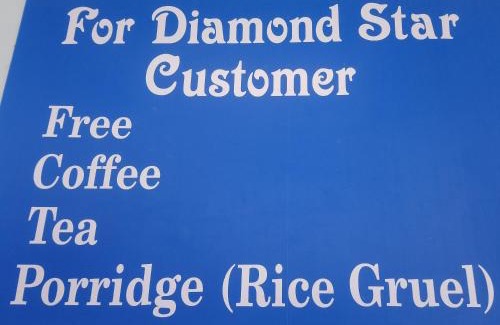 For Diamond Star
Customer
Free
Coffee
Tea
Porridge (Rice Gruel)